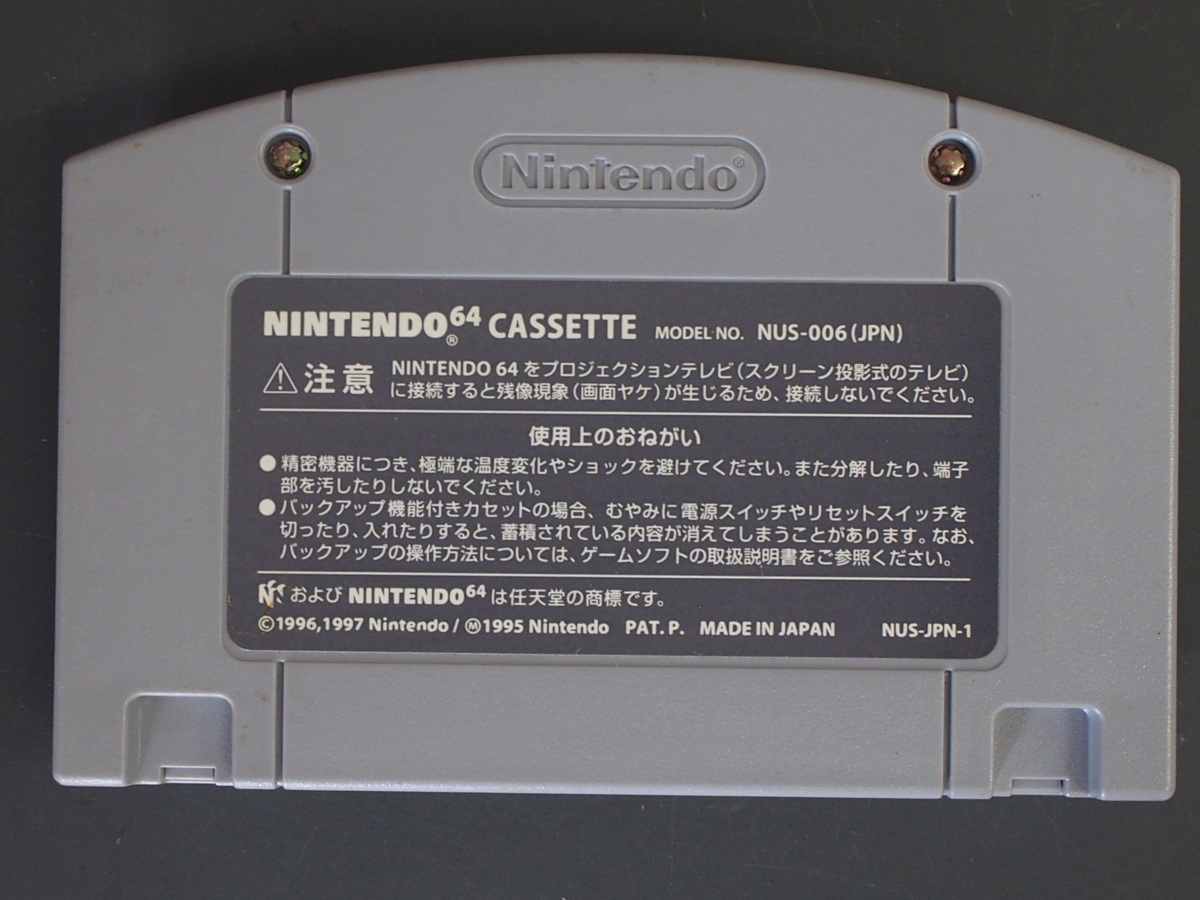 Nintendo®
NINTENDO64® CASSETTE MODEL NO. NUS-006(JPN)
注意 NINTENDO 64をプロジェクションテレビ(スクリーン投影式のテレビ)
に接続すると残像現象(画面ヤケ)が生じるため、接続しないでください。
使用上のおねがい
●精密機器につき、極端な温度変化やショックを避けてください。また分解したり、端子
部を汚したりしないでください。
●バックアップ機能付きカセットの場合、むやみに電源スイッチやリセットスイッチを
切ったり、入れたりすると、蓄積されている内容が消えてしまうことがあります。なお、
バックアップの操作方法については、ゲームソフトの取扱説明書をご参照ください。
および NINTENDO64 は任天堂の商標です。
©1996,1997 Nintendo/Ⓜ1995 Nintendo PAT.P. MADE IN JAPAN NUS-JPN-1